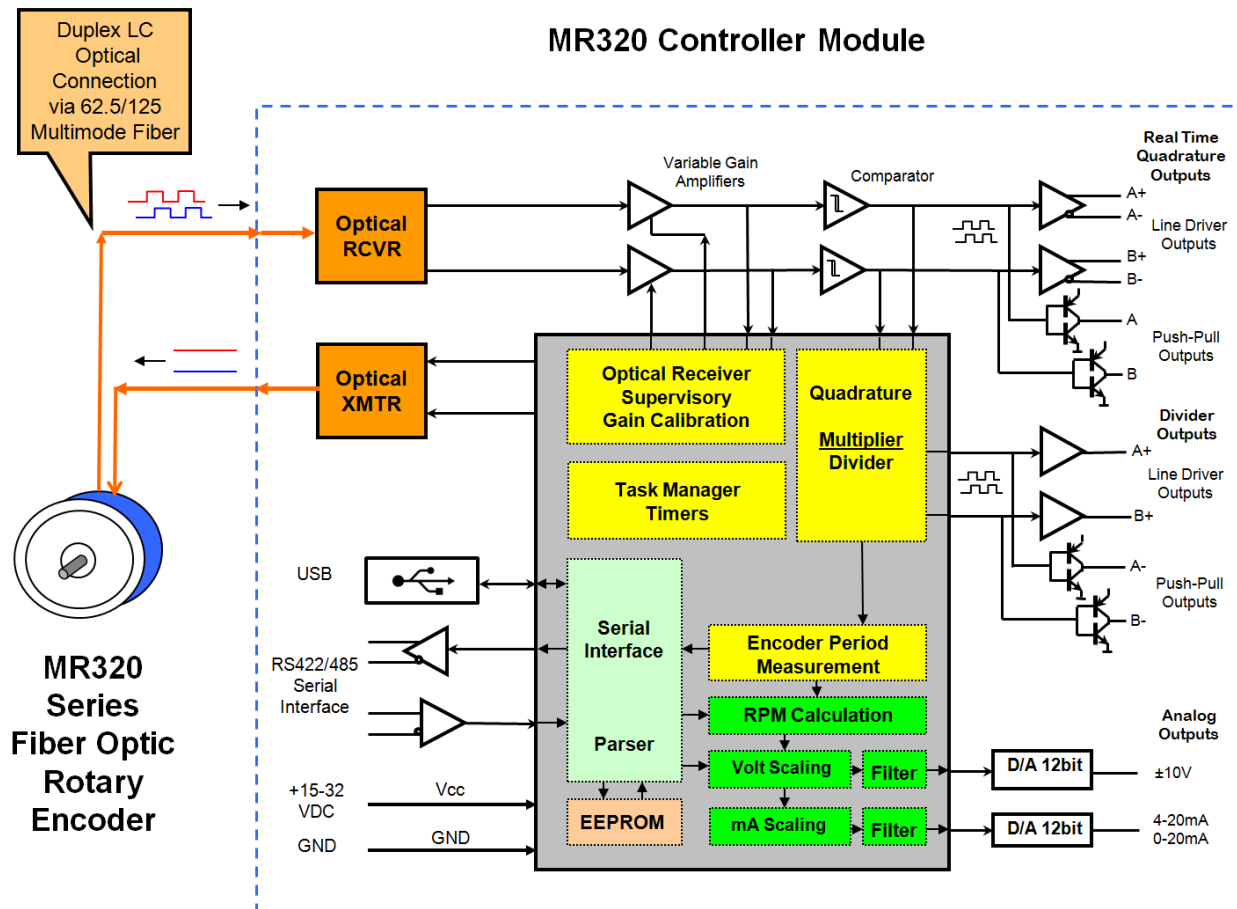 Duplex LC
Optical
Connection
via 62.5/125
Multimode Fiber
MR320 Controller Module
Optical
RCVR
Variable Gain
Amplifiers
Comparator
Real Time
Quadrature
Outputs
A+
A-
Line Driver
Outputs
B+
B-
A
Push-Pull
Outputs
B
Optical
XMTR
Optical Receiver
Supervisory
Gain Calibration
Quadrature
Multiplier
Divider
Task Manager
Timers
Divider
Outputs
A+
Line Driver
Outputs
B+
A-
Push-Pull
Outputs
B-
USB
RS422/485
Serial
Interface
+15-32
VDC
Vcc
GND
GND
Serial
Interface
Parser
EEPROM
Encoder Period
Measurement
RPM Calculation
Volt Scaling
Filter
mA Scaling
Filter
Analog
Outputs
D/A 12bit
±10V
D/A 12bit
4-20mA
0-20mA
MR320
Series
Fiber Optic
Rotary
Encoder